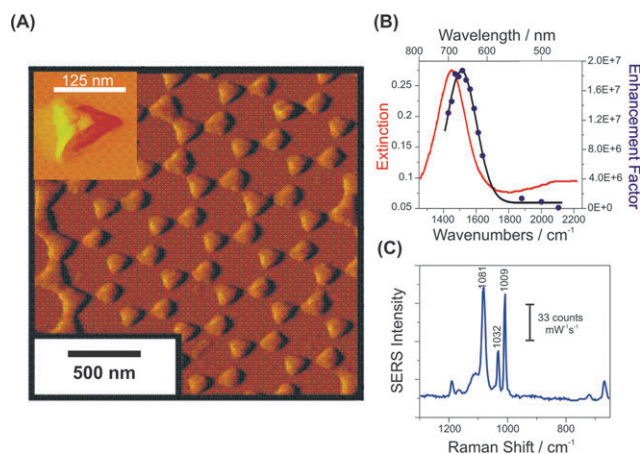 (A)
125 nm
500 nm
(B)
Wavelength / nm
800 700 600 500
Extinction
0.25
0.2
0.15
0.1
0.05
2.0E+7
1.6E+7
1.2E+7
8.0E+6
4.0E+6
0E+0
Enhancement Factor
1400 1600 1800 2000 2200
Wavenumbers / cm⁻¹
(C)
SERS Intensity
1081
1032
1009
33 counts
mW⁻¹s⁻¹
1200 1000 800
Raman Shift / cm⁻¹